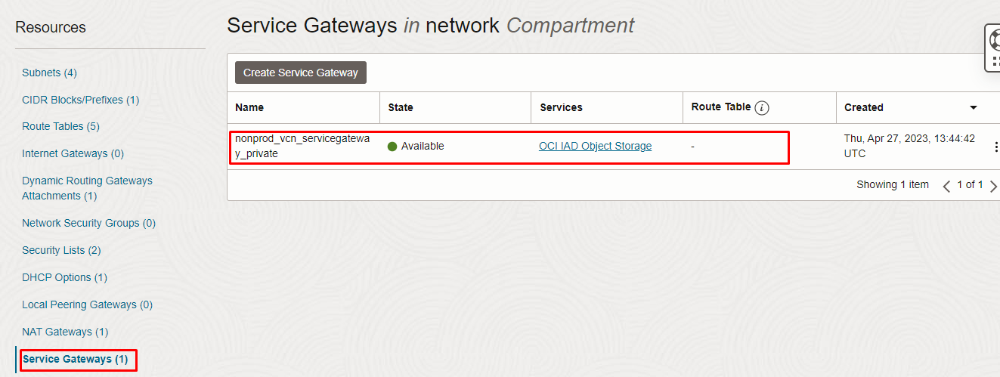 Resources
Subnets (4)
CIDR Blocks/Prefixes (1)
Route Tables (5)
Internet Gateways (0)
Dynamic Routing Gateways
Attachments (1)
Network Security Groups (0)
Security Lists (2)
DHCP Options (1)
Local Peering Gateways (0)
NAT Gateways (1)
Service Gateways (1)
Service Gateways in network Compartment
Create Service Gateway
Name State Services Route Table i Created
nonprod_vcn_servicegatewa
y_private
Available
OCI IAD Object Storage
-
Thu, Apr 27, 2023, 13:44:42
UTC
Showing 1 item 1 of 1